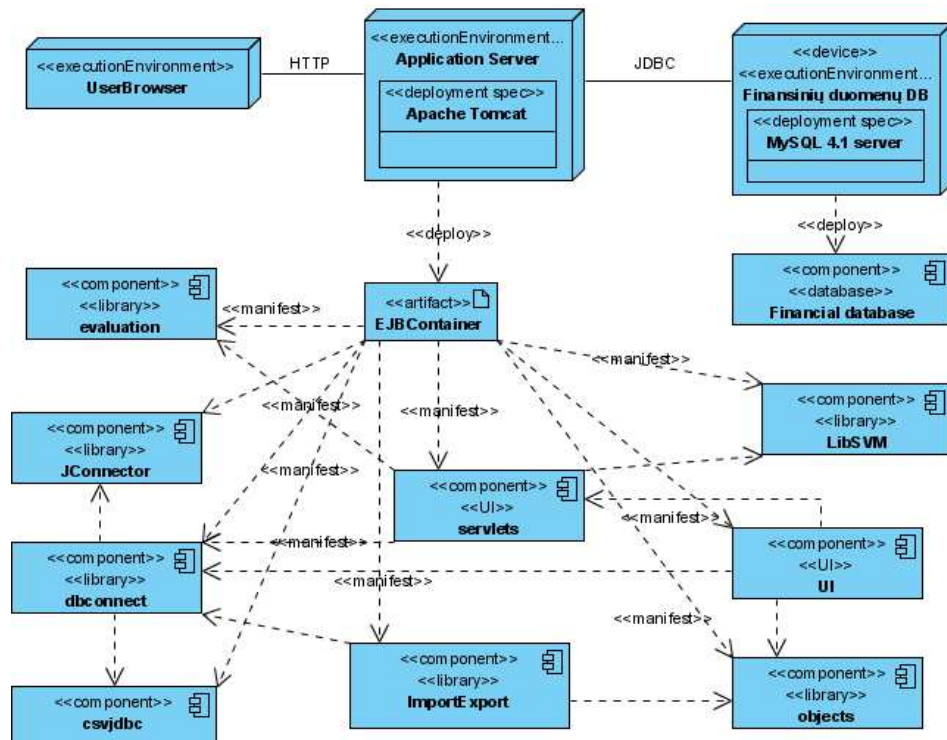 <<executionEnvironment>>
UserBrowser
HTTP
<<executionEnvironment...
Application Server
<<deployment spec>>
Apache Tomcat
JDBC
<<device>>
<<executionEnvironment...
Finansinių duomenų DB
<<deployment spec>>
MySQL 4.1 server
<<deploy>>
<<deploy>>
<<component>>
<<library>>
evaluation
<<manifest>>
<<artifact>>
EJBContainer
<<component>>
<<database>>
Financial database
<<manifest>>
<<component>>
<<library>>
JConnector
<<manifest>>
<<manifest>>
<<component>>
<<library>>
LibSVM
<<manifest>>
<<component>>
<<UI>>
servlets
<<manifest>>
<<manifest>>
<<component>>
<<library>>
dbconnect
<<manifest>>
<<component>>
<<UI>>
UI
<<manifest>>
<<component>>
csvjdbc
<<component>>
ImportExport
<<component>>
<<library>>
objects